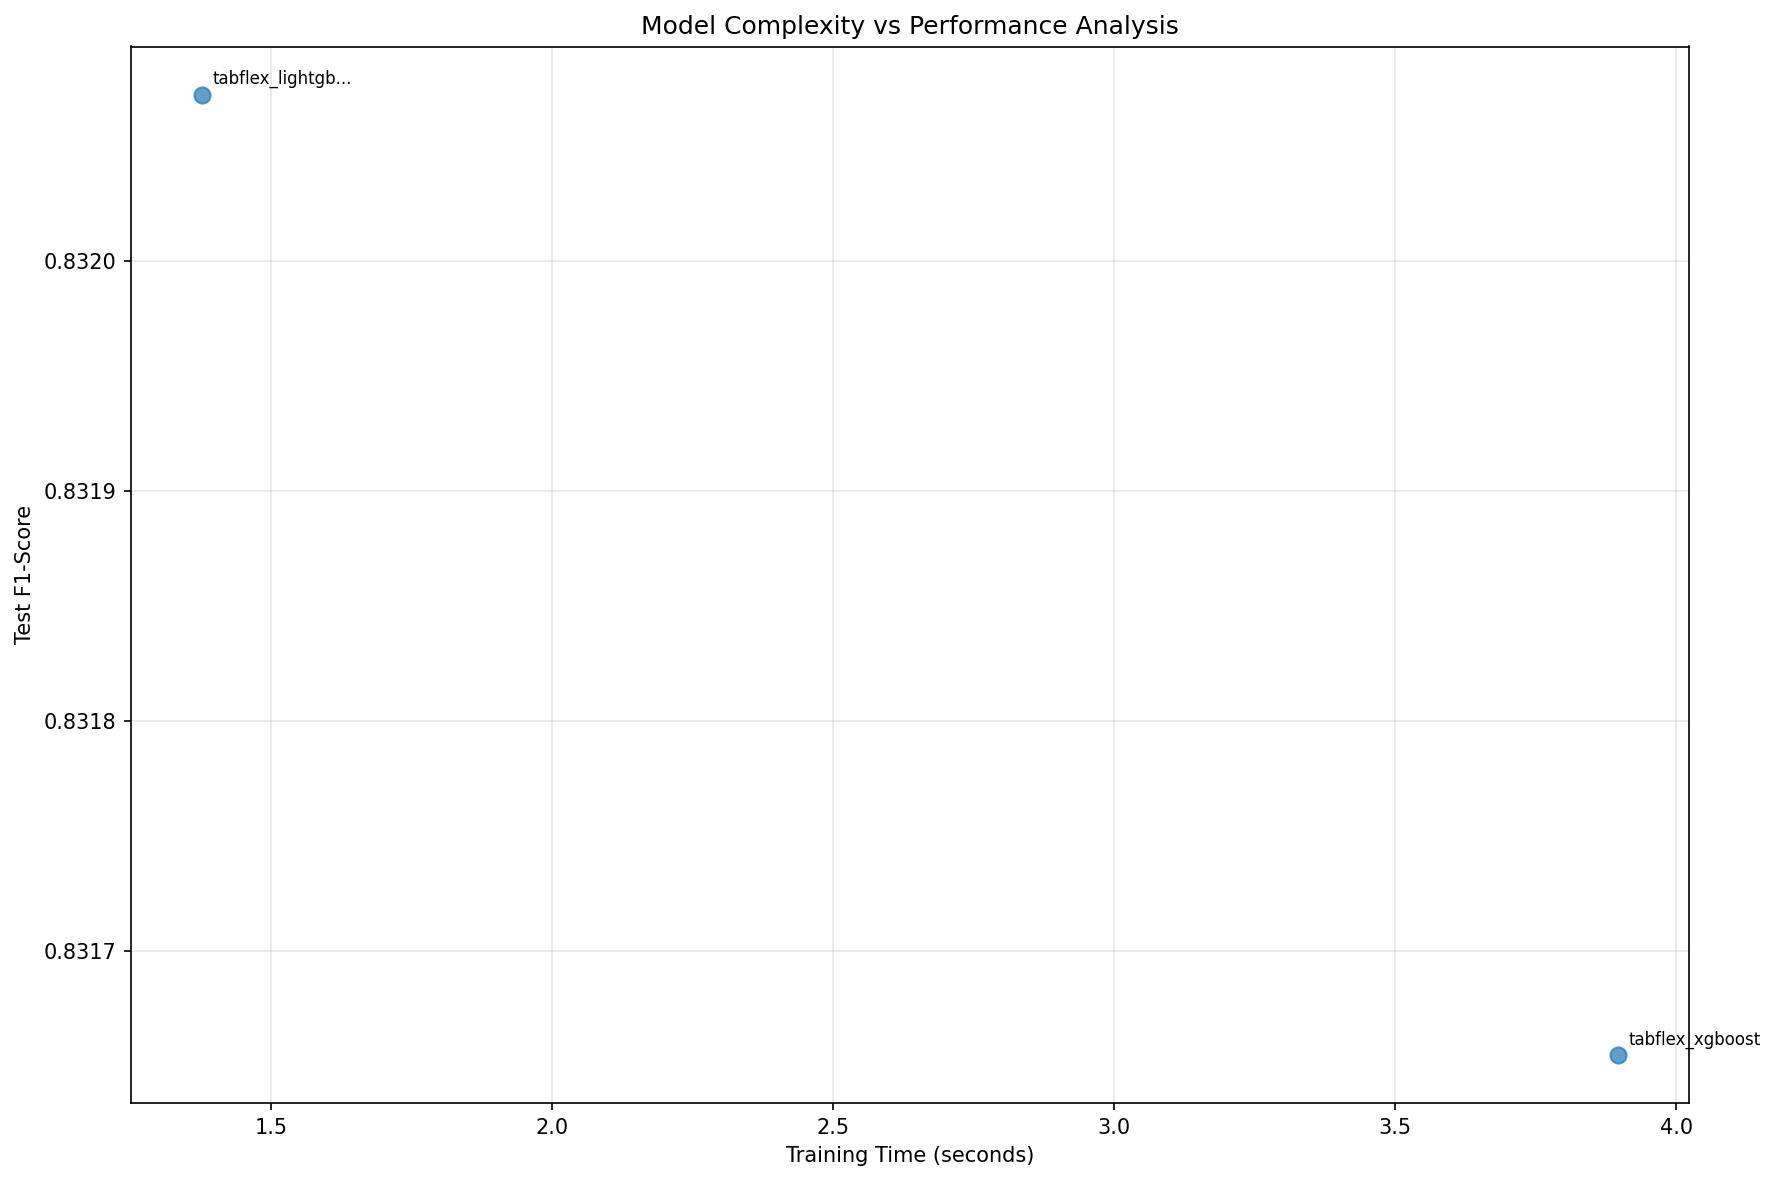 Model Complexity vs Performance Analysis
tabflex_lightgb...
0.8320
0.8319
Test F1-Score
0.8318
0.8317
tabflex_xgboost
1.5 2.0 2.5 3.0 3.5 4.0
Training Time (seconds)